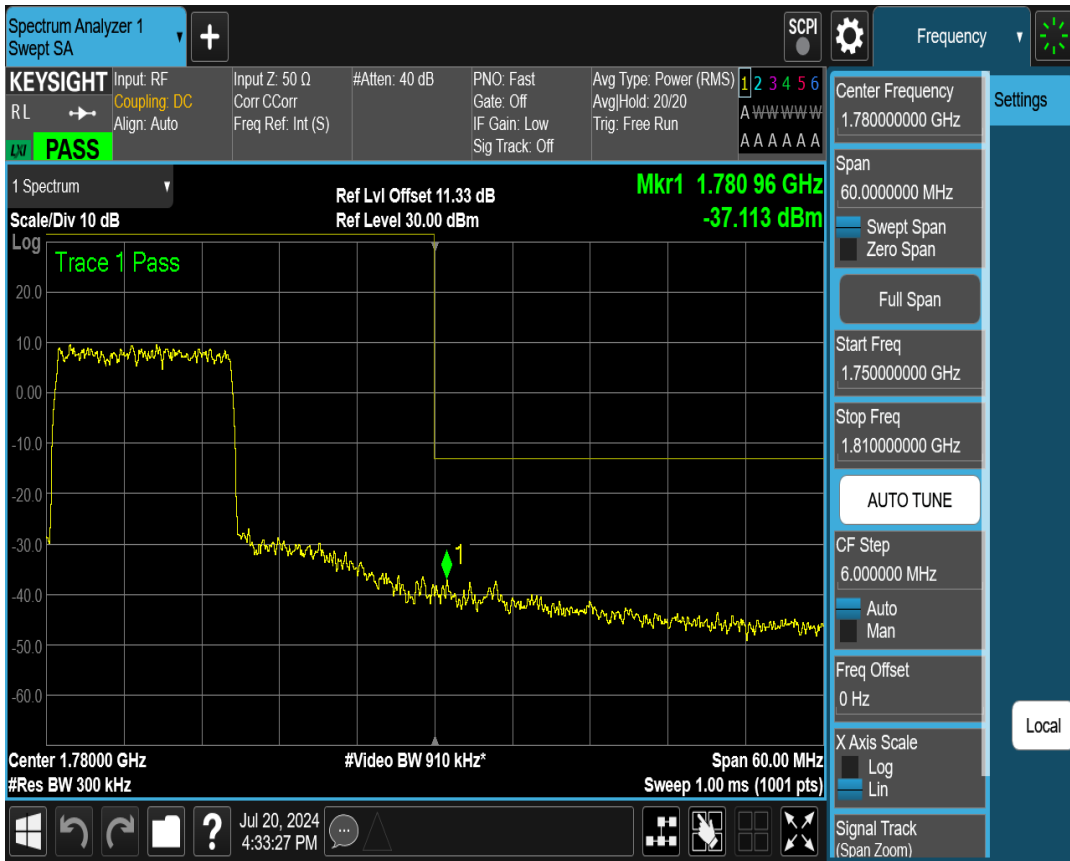 Spectrum Analyzer 1
Swept SA
SCPI
Frequency
KEYSIGHT
R L
LXI
PASS
Input: RF
Coupling: DC
Align: Auto
Input Z: 50 Ω
Corr CCorr
Freq Ref: Int (S)
#Atten: 40 dB
PNO: Fast
Gate: Off
IF Gain: Low
Sig Track: Off
Avg Type: Power (RMS)
Avg|Hold: 20/20
Trig: Free Run
1 2 3 4 5 6
A W W W W W
A A A A A A
1 Spectrum
Scale/Div 10 dB
Ref Lvl Offset 11.33 dB
Ref Level 30.00 dBm
Mkr1 1.780 96 GHz
-37.113 dBm
Log
Trace 1 Pass
20.0
10.0
0.00
-10.0
-20.0
-30.0
1
-40.0
-50.0
-60.0
Center 1.78000 GHz
#Res BW 300 kHz
#Video BW 910 kHz*
Span 60.00 MHz
Sweep 1.00 ms (1001 pts)
Jul 20, 2024
4:33:27 PM
Center Frequency
1.780000000 GHz
Settings
Span
60.0000000 MHz
Swept Span
Zero Span
Full Span
Start Freq
1.750000000 GHz
Stop Freq
1.810000000 GHz
AUTO TUNE
CF Step
6.000000 MHz
Auto
Man
Freq Offset
0 Hz
X Axis Scale
Log
Lin
Local
Signal Track
(Span Zoom)